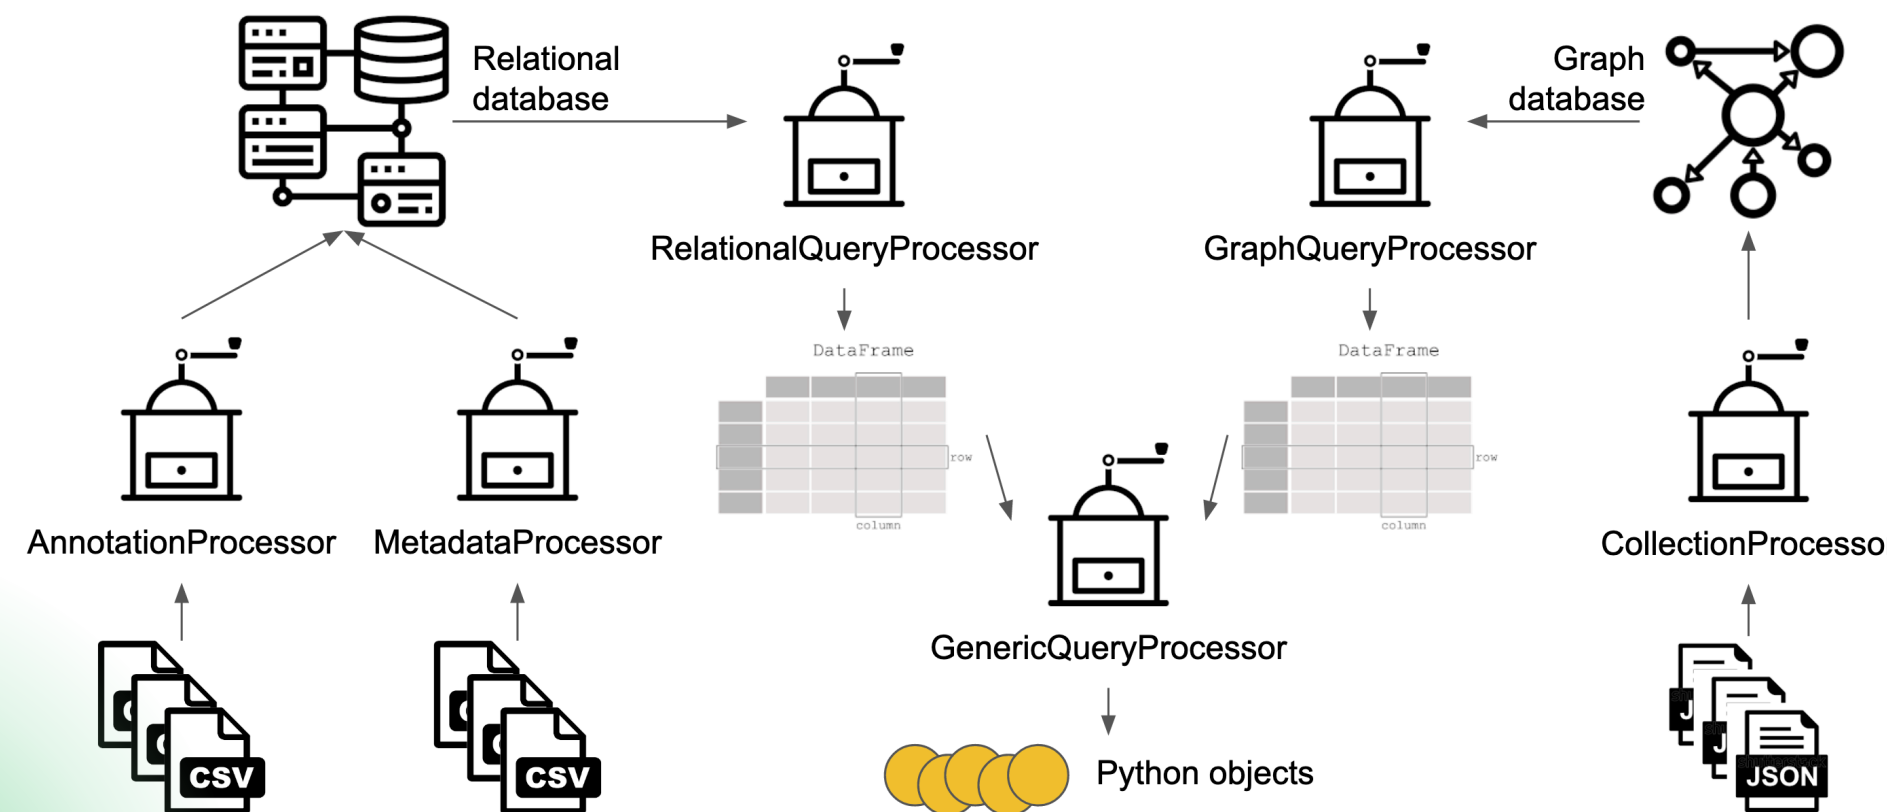 Relational
database
Graph
database
RelationalQueryProcessor
GraphQueryProcessor
DataFrame
row
column
DataFrame
row
column
AnnotationProcessor
MetadataProcessor
CollectionProcesso
GenericQueryProcessor
CSV
CSV
J
J
JSON
Python objects